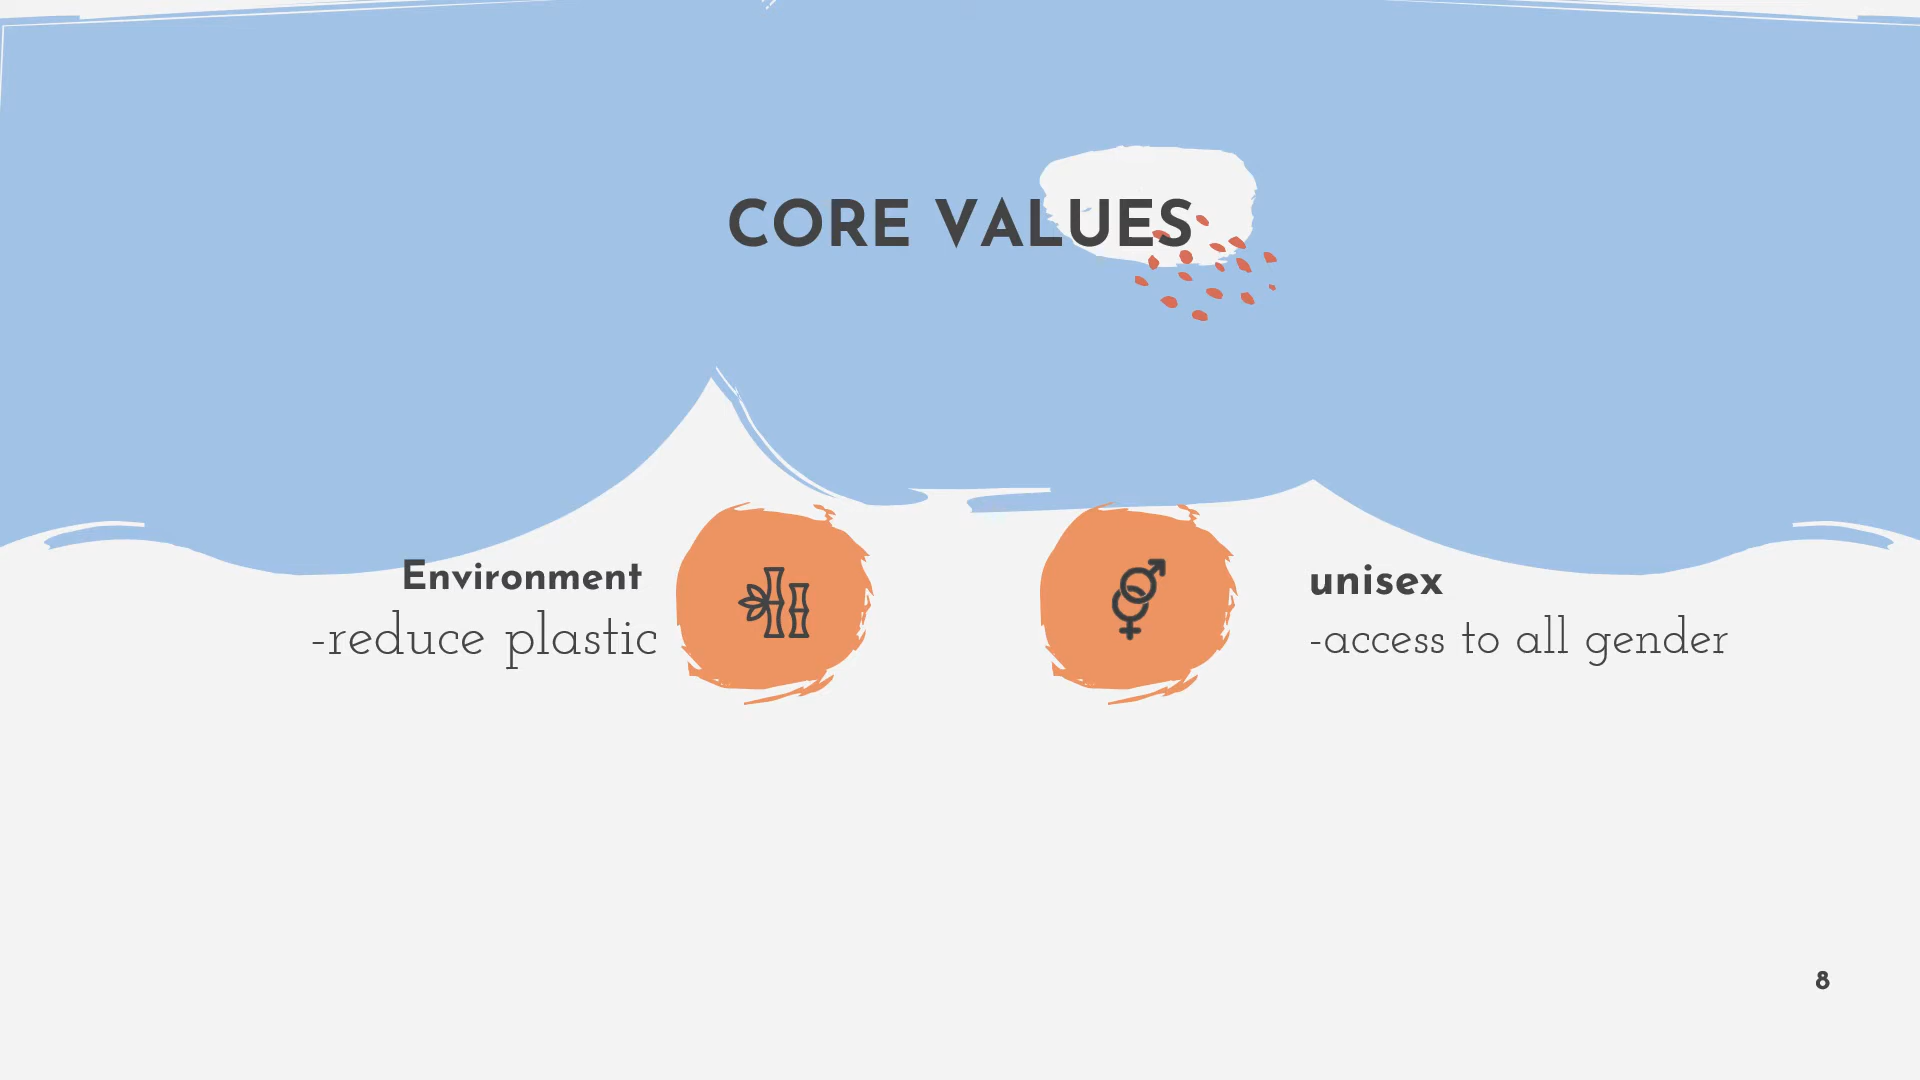 CORE VALUES
Environment
-reduce plastic
unisex
-access to all gender
8